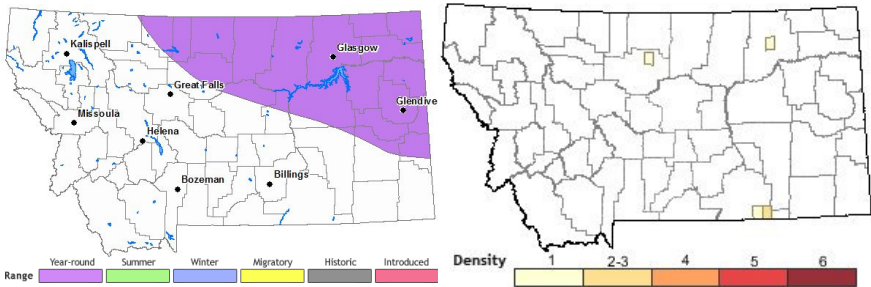 Kalispell
Glasgow
Great Falls
Glendive
Missoula
Helena
Bozeman
Billings
Range Year-round Summer Winter Migratory Historic Introduced
Density 1 2-3 4 5 6